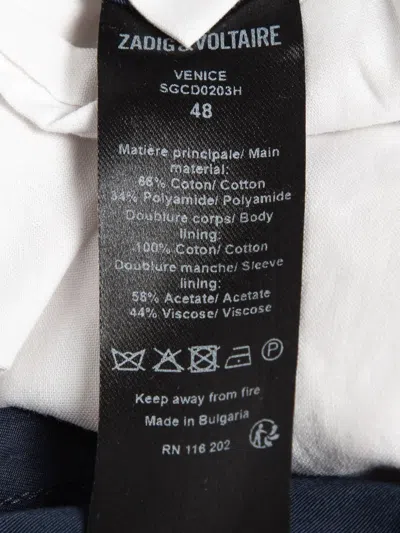 ZADIG&VOLTAIRE
VENICE
SGCD0203H
48
Matière principale/ Main
material:
66% Coton/ Cotton
34% Polyamide/ Polyamide
Doublure corps/ Body
lining:
100% Coton/ Cotton
Doublure manche/ Sleeve
lining:
56% Acetate/ Acetate
44% Viscose/ Viscose
P
Keep away from fire
Made in Bulgaria
RN 116 202